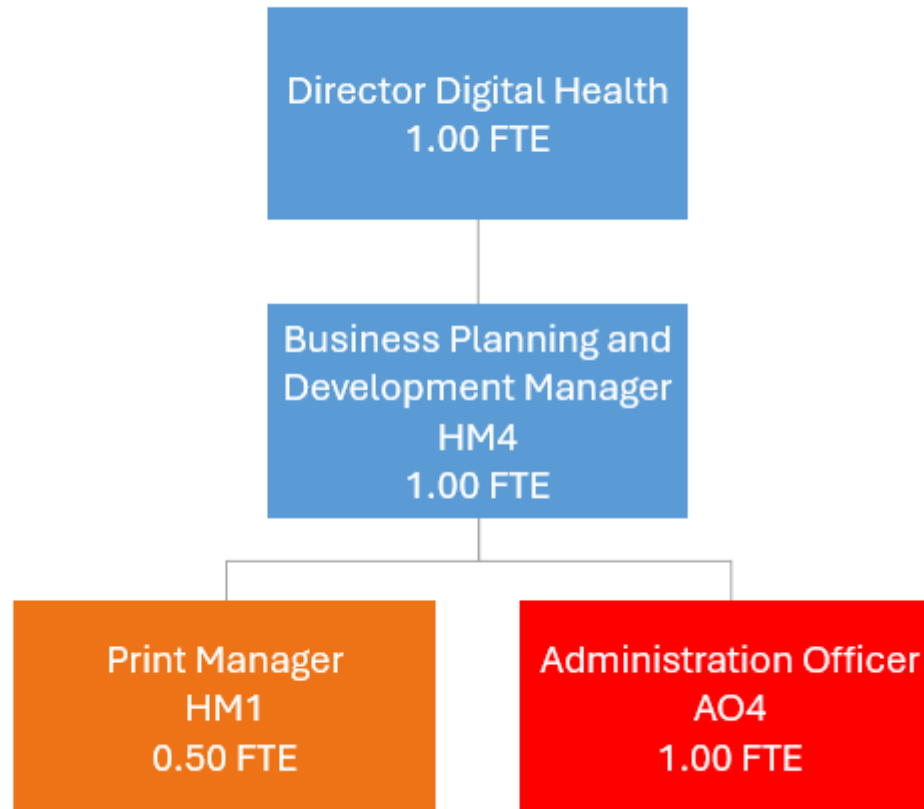 Director Digital Health
1.00 FTE
Business Planning and
Development Manager
HM4
1.00 FTE
Print Manager
HM1
0.50 FTE
Administration Officer
AO4
1.00 FTE